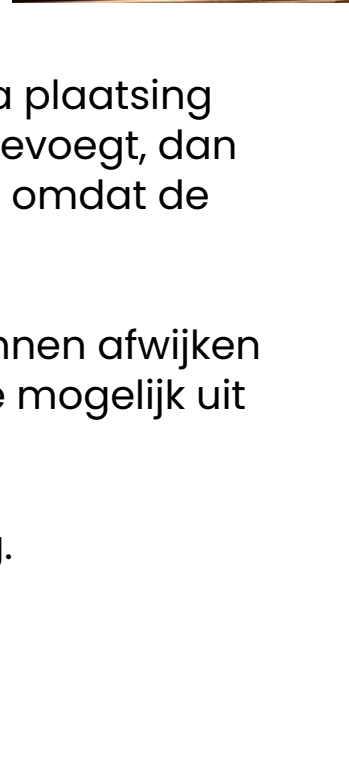 plaatsing
evoegt, dan
omdat de
nnen afwijken
mogelijk uit